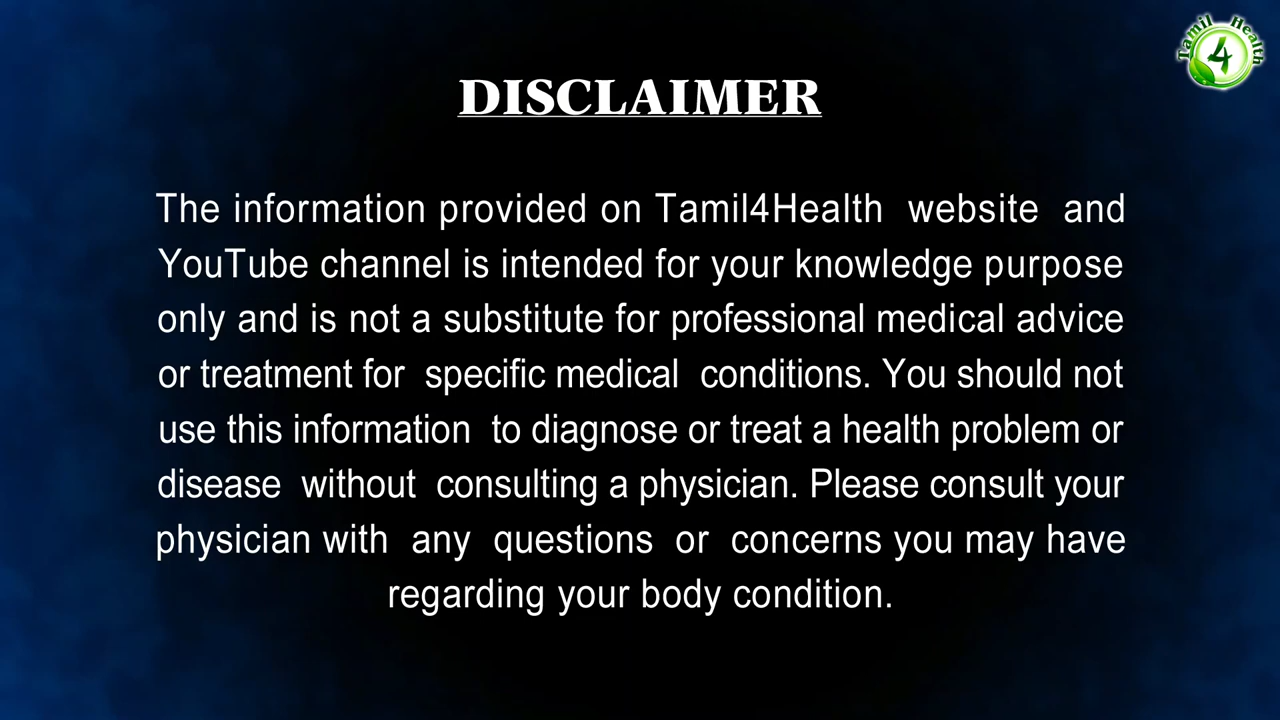 Tamil 4 Health
DISCLAIMER
The information provided on Tamil4Health website and
YouTube channel is intended for your knowledge purpose
only and is not a substitute for professional medical advice
or treatment for specific medical conditions. You should not
use this information to diagnose or treat a health problem or
disease without consulting a physician. Please consult your
physician with any questions or concerns you may have
regarding your body condition.